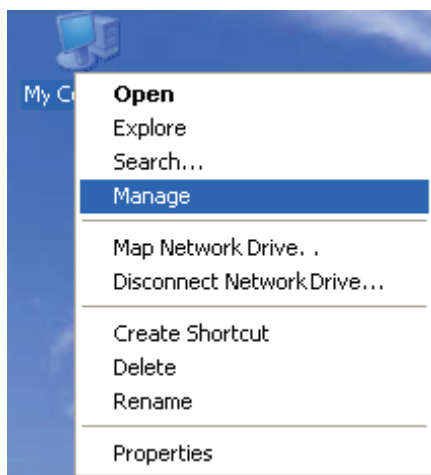 My C
Open
Explore
Search...
Manage
Map Network Drive. .
Disconnect Network Drive...
Create Shortcut
Delete
Rename
Properties